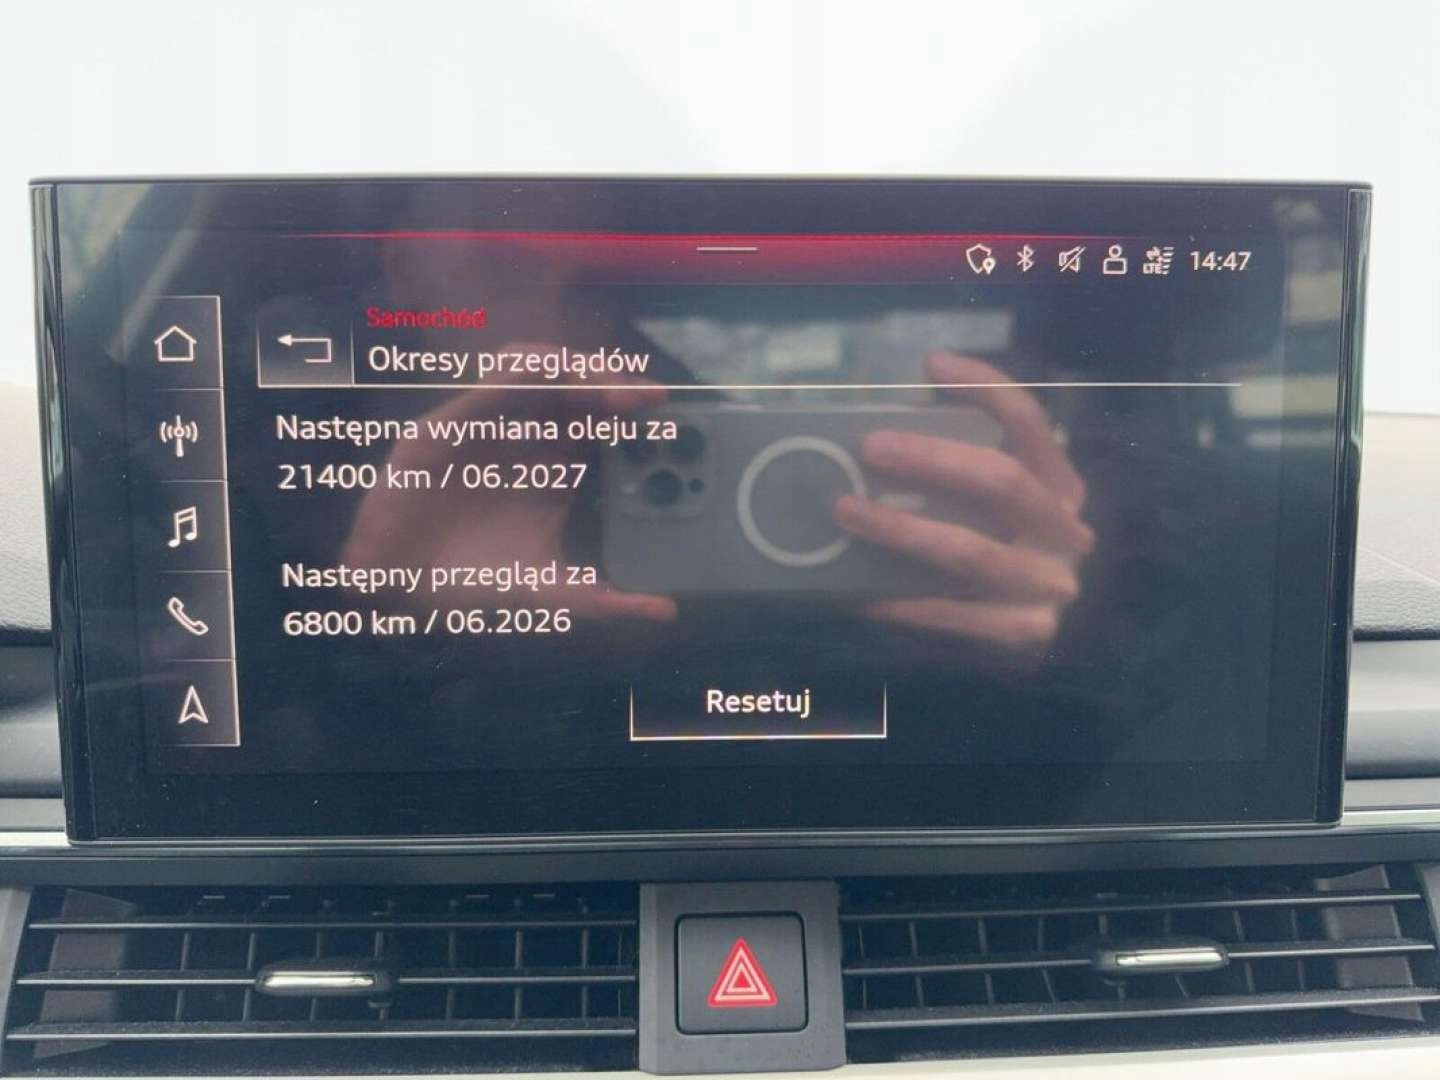 LTE
14:47
Samochód
Okresy przeglądów
Następna wymiana oleju za
21400 km / 06.2027
Następny przegląd za
6800 km / 06.2026
Resetuj